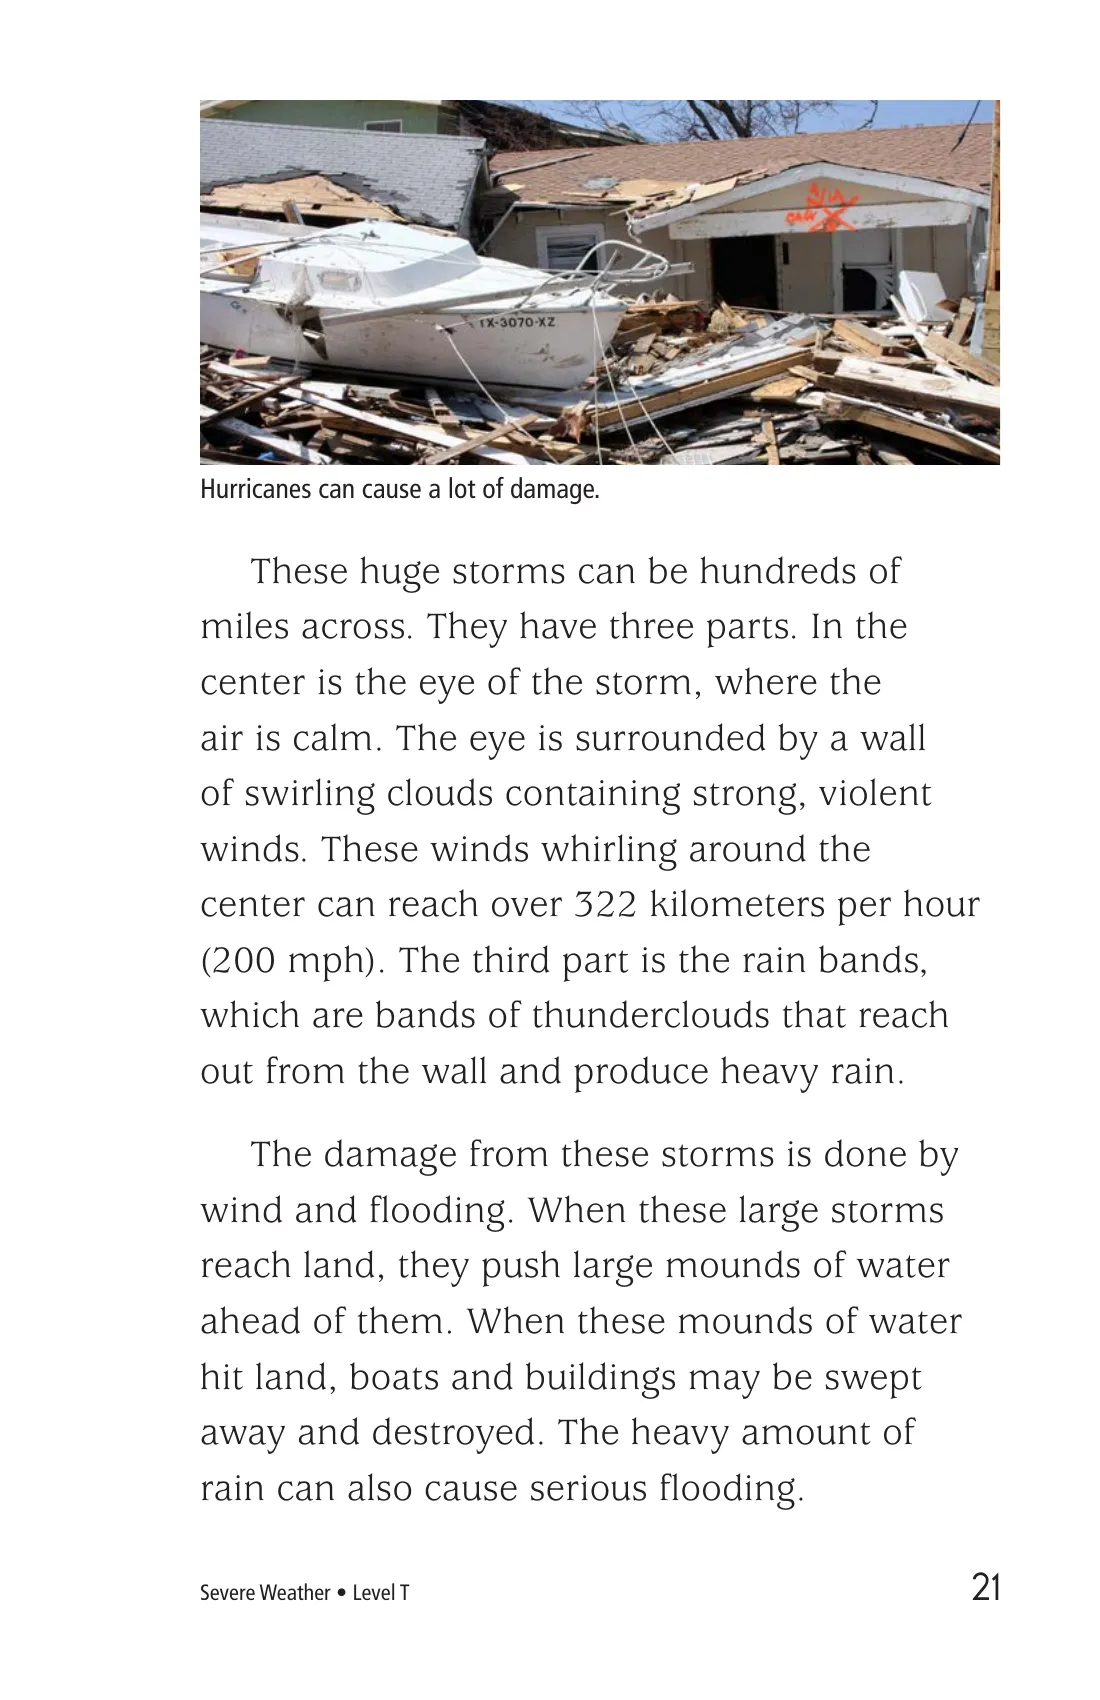 TX-3070-XZ
Hurricanes can cause a lot of damage.
These huge storms can be hundreds of
miles across. They have three parts. In the
center is the eye of the storm, where the
air is calm. The eye is surrounded by a wall
of swirling clouds containing strong, violent
winds. These winds whirling around the
center can reach over 322 kilometers per hour
(200 mph). The third part is the rain bands,
which are bands of thunderclouds that reach
out from the wall and produce heavy rain.
The damage from these storms is done by
wind and flooding. When these large storms
reach land, they push large mounds of water
ahead of them. When these mounds of water
hit land, boats and buildings may be swept
away and destroyed. The heavy amount of
rain can also cause serious flooding.
Severe Weather • Level T
21